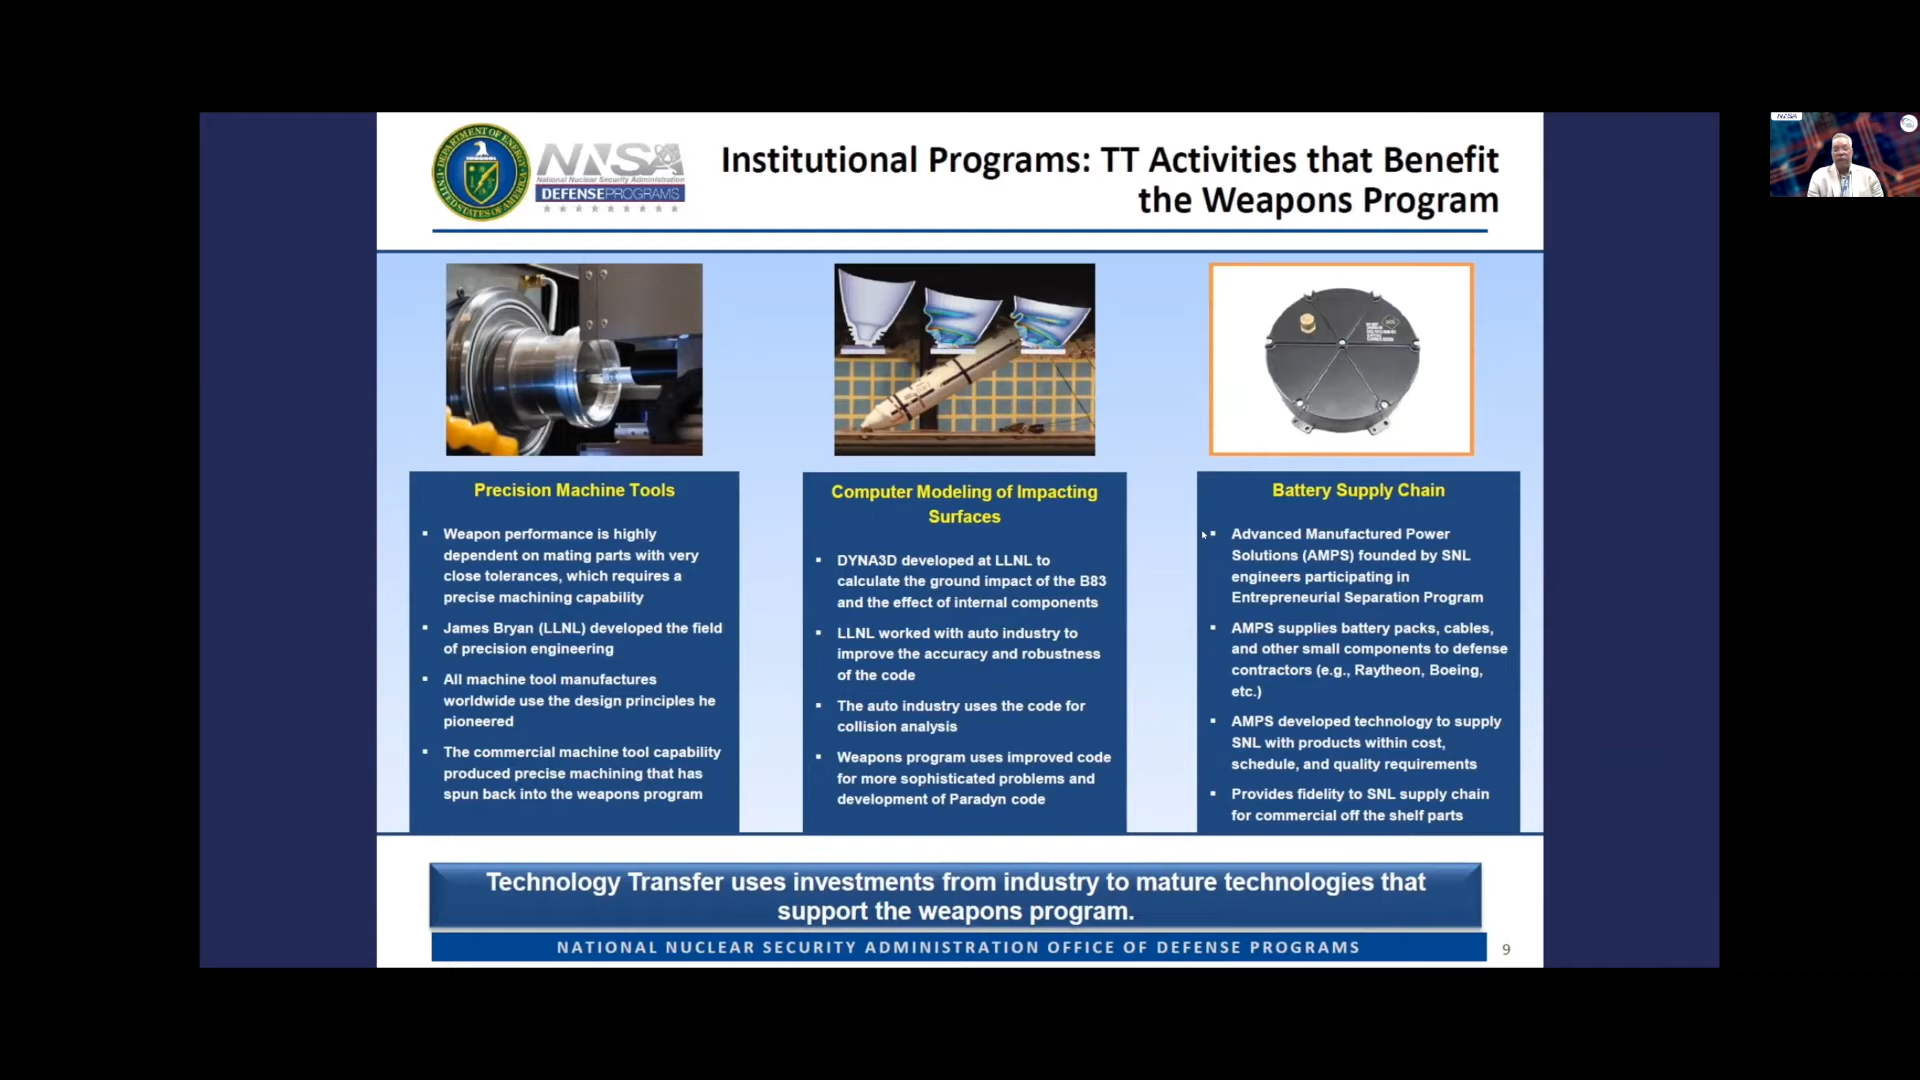 DEPARTMENT OF ENERGY
UNITED STATES OF AMERICA
NNSA
National Nuclear Security Administration
DEFENSE PROGRAMS
Institutional Programs: TT Activities that Benefit
the Weapons Program
NNSA
Precision Machine Tools
▪ Weapon performance is highly
dependent on mating parts with very
close tolerances, which requires a
precise machining capability
▪ James Bryan (LLNL) developed the field
of precision engineering
▪ All machine tool manufactures
worldwide use the design principles he
pioneered
▪ The commercial machine tool capability
produced precise machining that has
spun back into the weapons program
Computer Modeling of Impacting
Surfaces
▪ DYNA3D developed at LLNL to
calculate the ground impact of the B83
and the effect of internal components
▪ LLNL worked with auto industry to
improve the accuracy and robustness
of the code
▪ The auto industry uses the code for
collision analysis
▪ Weapons program uses improved code
for more sophisticated problems and
development of Paradyn code
Battery Supply Chain
▪ Advanced Manufactured Power
Solutions (AMPS) founded by SNL
engineers participating in
Entrepreneurial Separation Program
▪ AMPS supplies battery packs, cables,
and other small components to defense
contractors (e.g., Raytheon, Boeing,
etc.)
▪ AMPS developed technology to supply
SNL with products within cost,
schedule, and quality requirements
▪ Provides fidelity to SNL supply chain
for commercial off the shelf parts
Technology Transfer uses investments from industry to mature technologies that
support the weapons program.
NATIONAL NUCLEAR SECURITY ADMINISTRATION OFFICE OF DEFENSE PROGRAMS
9